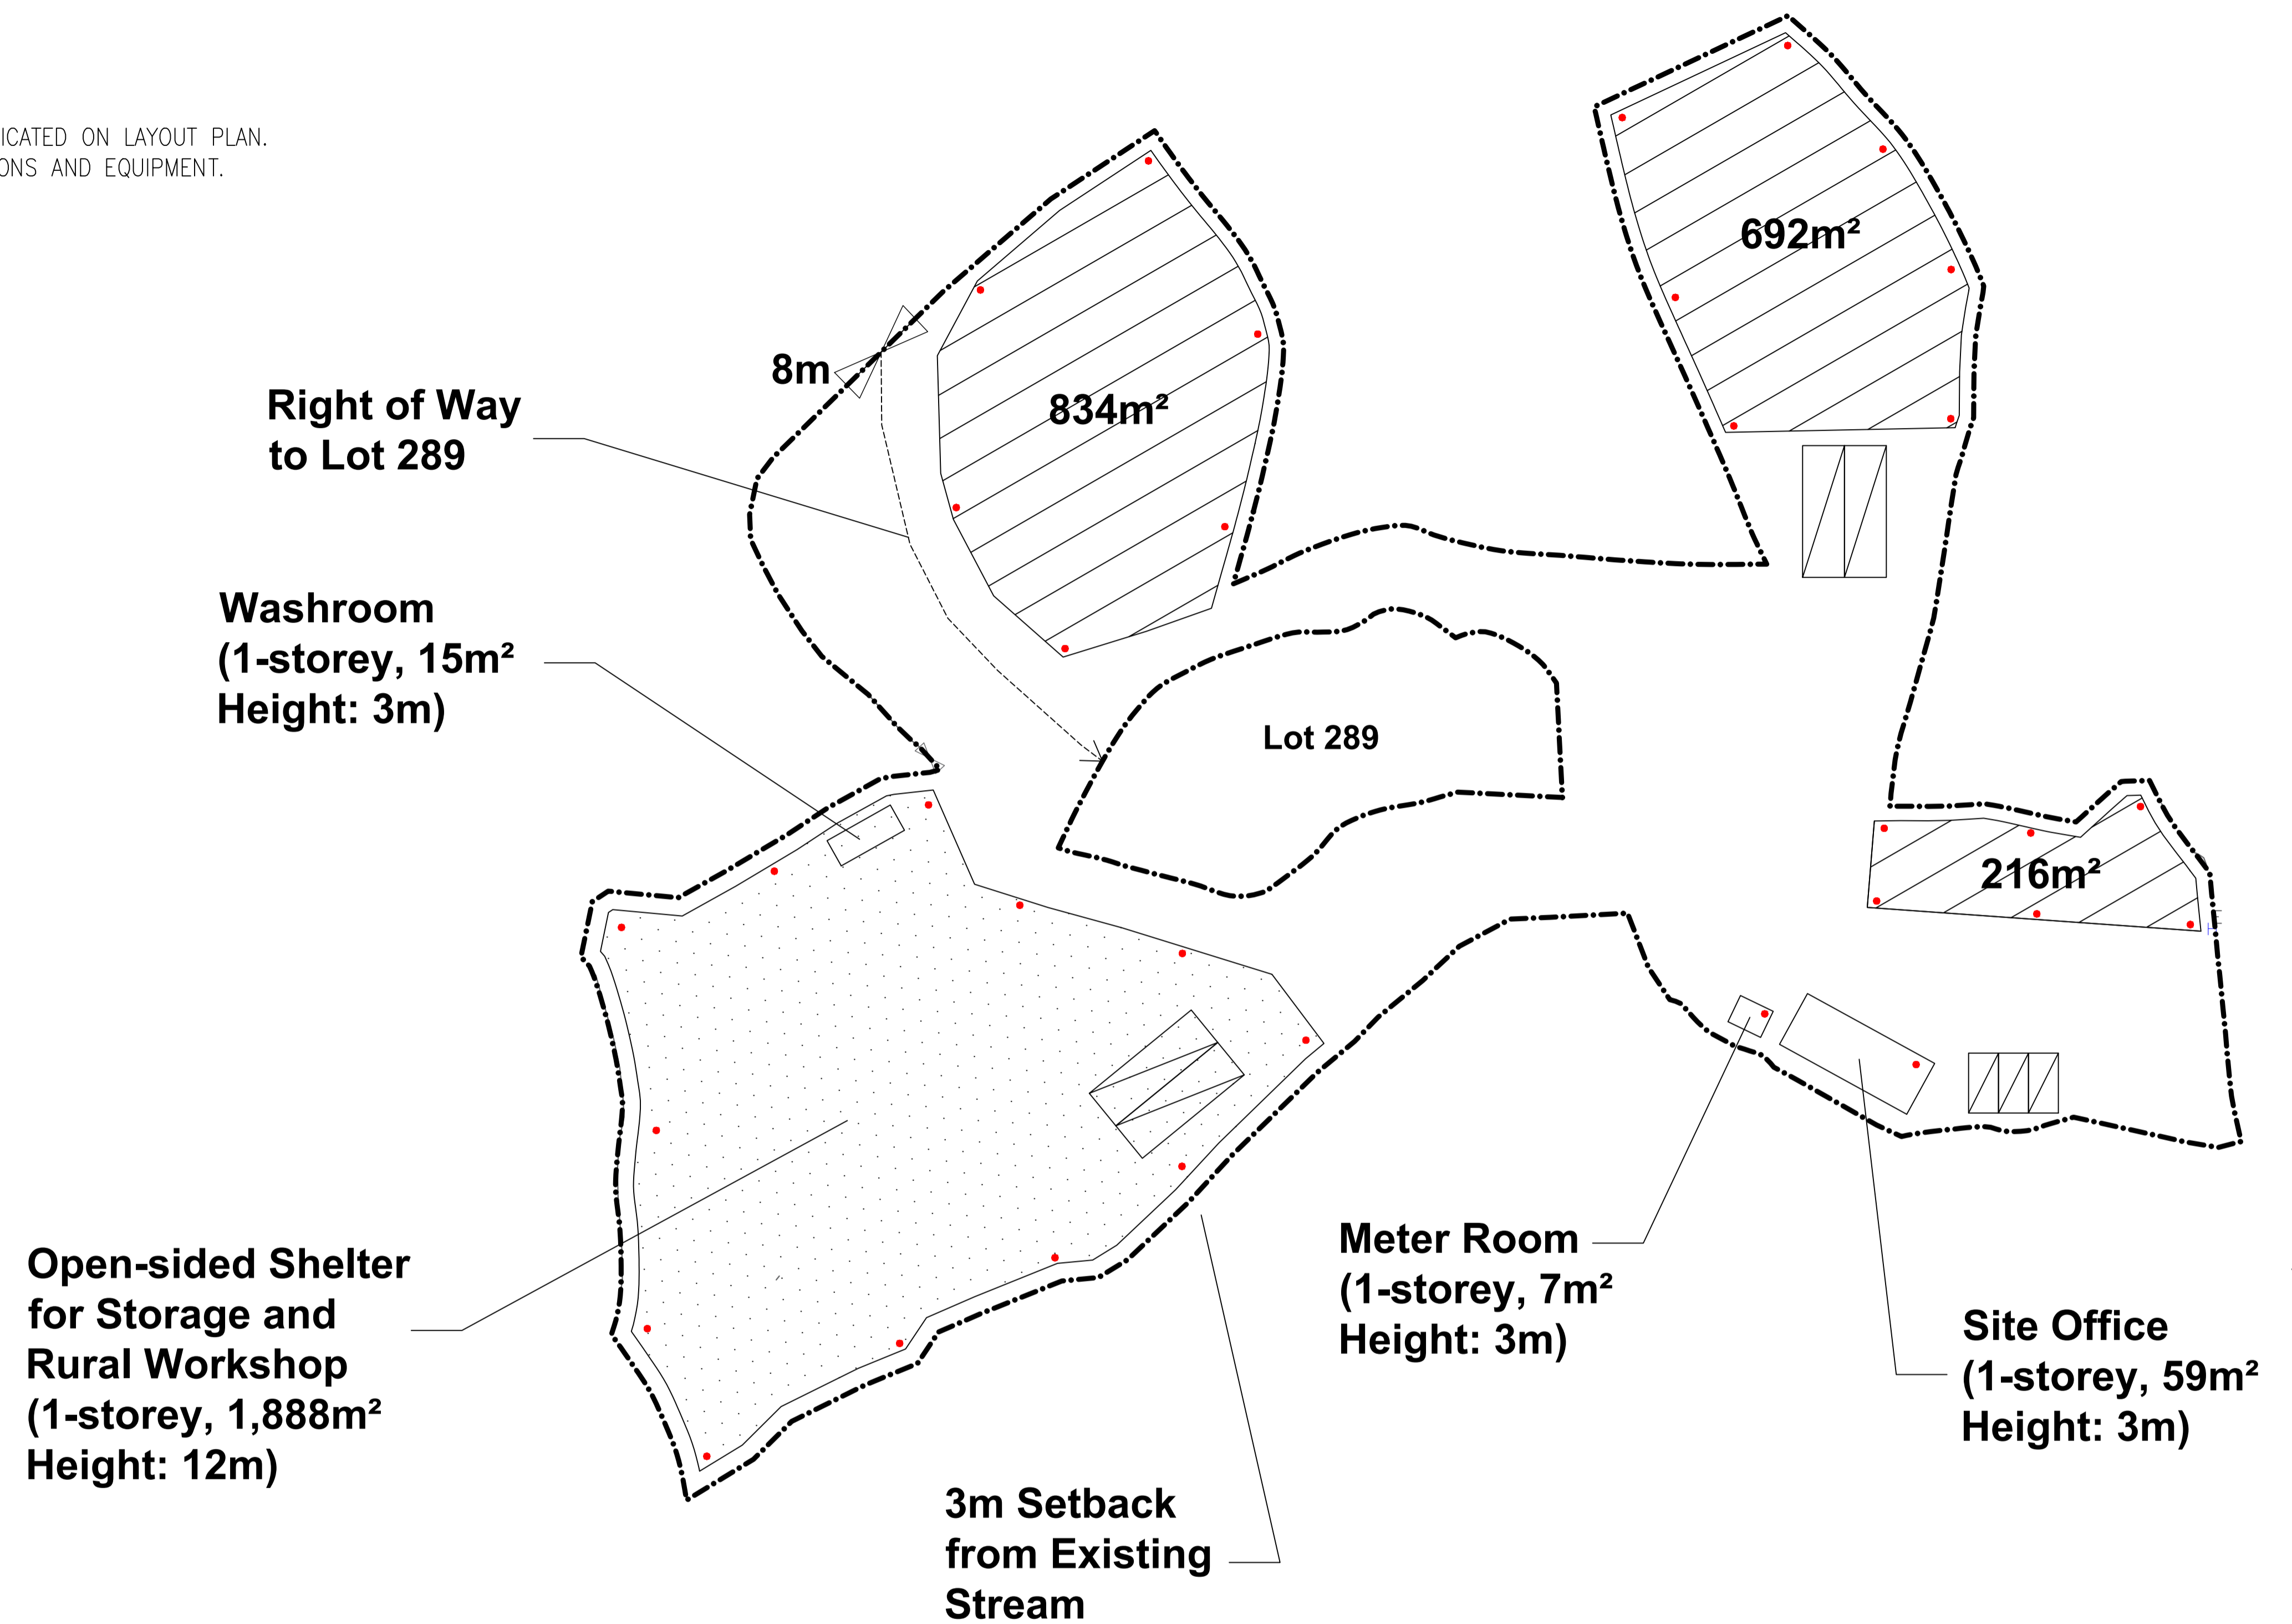 ICATED ON LAYOUT PLAN.
ONS AND EQUIPMENT.
692m²
8m
834m²
Right of Way
to Lot 289
Washroom
(1-storey, 15m²
Height: 3m)
Lot 289
216m²
Open-sided Shelter
for Storage and
Rural Workshop
(1-storey, 1,888m²
Height: 12m)
Meter Room
(1-storey, 7m²
Height: 3m)
Site Office
(1-storey, 59m²
Height: 3m)
3m Setback
from Existing
Stream